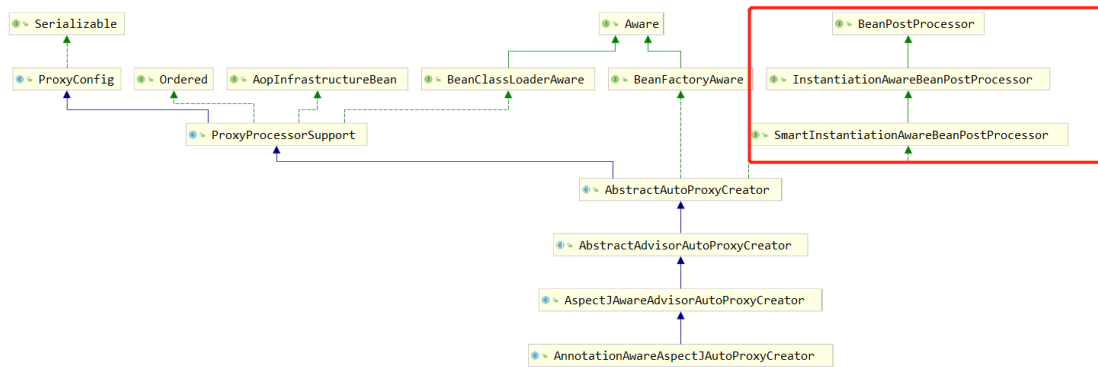 Serializable
Aware
BeanPostProcessor
ProxyConfig
Ordered
AopInfrastructureBean
BeanClassLoaderAware
BeanFactoryAware
InstantiationAwareBeanPostProcessor
ProxyProcessorSupport
SmartInstantiationAwareBeanPostProcessor
AbstractAutoProxyCreator
AbstractAdvisorAutoProxyCreator
AspectJAwareAdvisorAutoProxyCreator
AnnotationAwareAspectJAutoProxyCreator